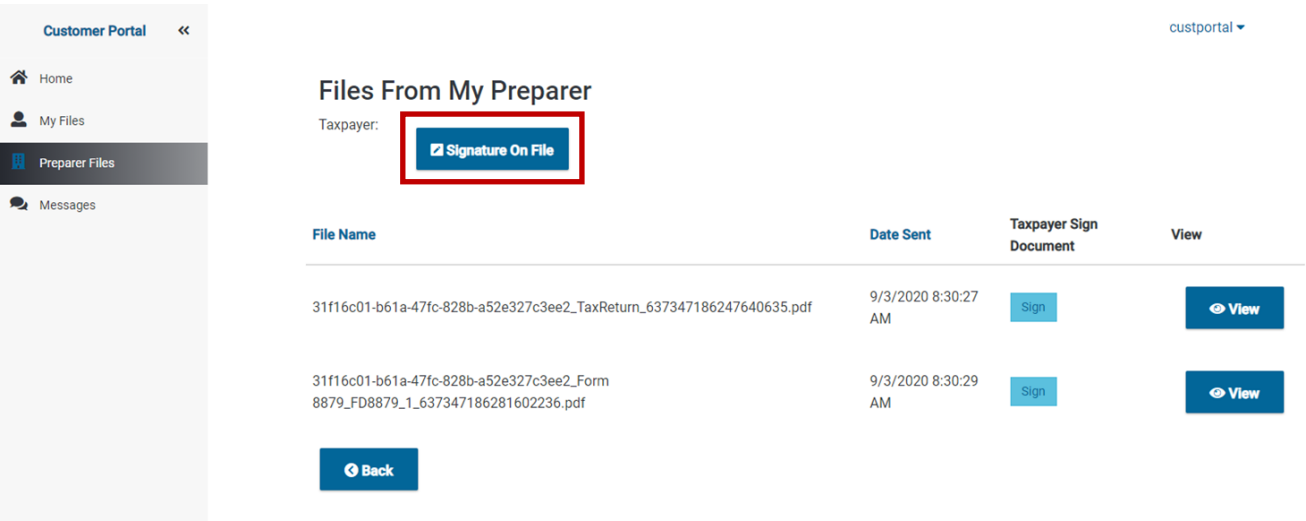 Customer Portal
custportal
Home
My Files
Preparer Files
Messages
Files From My Preparer
Taxpayer:
Signature On File
File Name
Date Sent
Taxpayer Sign
Document
View
31f16c01-b61a-47fc-828b-a52e327c3ee2_TaxReturn_637347186247640635.pdf
9/3/2020 8:30:27
AM
Sign
View
31f16c01-b61a-47fc-828b-a52e327c3ee2_Form
8879_FD8879_1_637347186281602236.pdf
9/3/2020 8:30:29
AM
Sign
View
Back